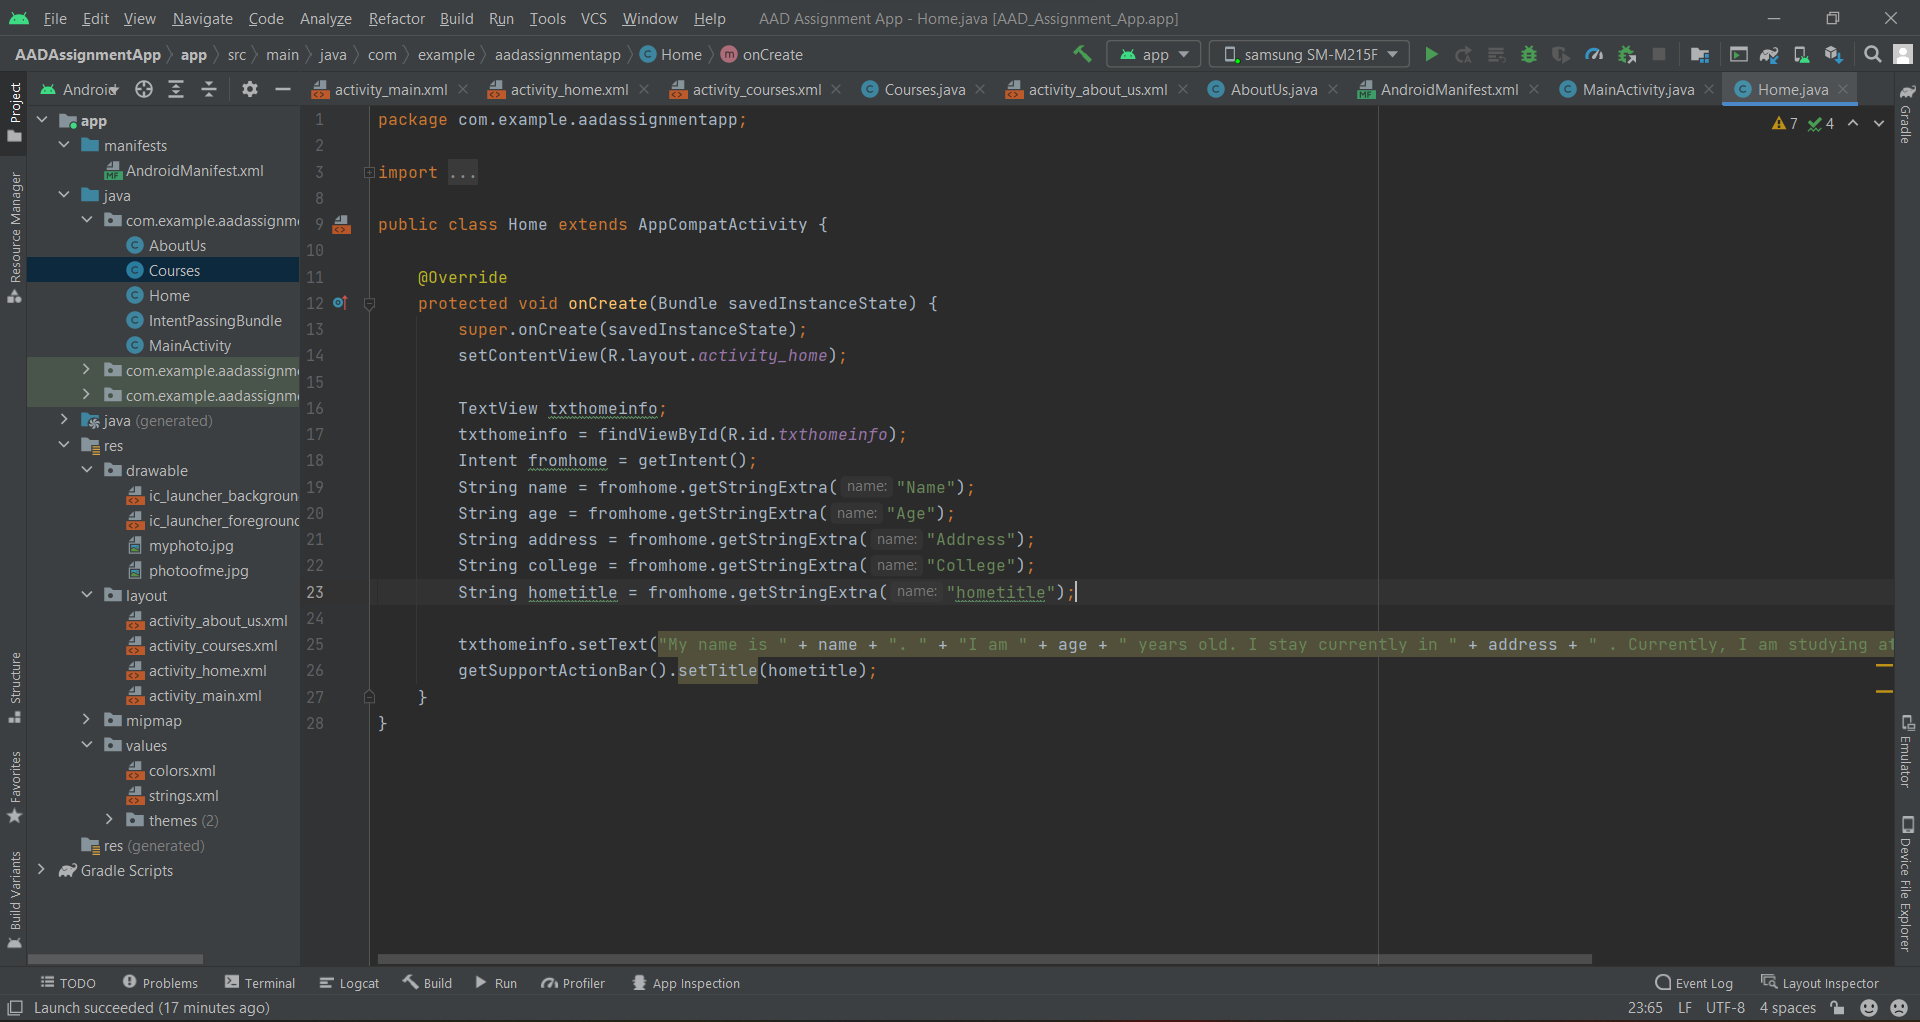 File Edit View Navigate Code Analyze Refactor Build Run Tools VCS Window Help AAD Assignment App - Home.java [AAD_Assignment_App.app]
AADAssignmentApp app src main java com example aadassignmentapp Home onCreate app samsung SM-M215F
Android activity_main.xml activity_home.xml activity_courses.xml Courses.java activity_about_us.xml AboutUs.java AndroidManifest.xml MainActivity.java Home.java
Project
Resource Manager
Structure
Favorites
Build Variants
app
manifests
AndroidManifest.xml
java
com.example.aadassignm
AboutUs
Courses
Home
IntentPassingBundle
MainActivity
com.example.aadassignm
com.example.aadassignm
java (generated)
res
drawable
ic_launcher_backgroun
ic_launcher_foreground
myphoto.jpg
photoofme.jpg
layout
activity_about_us.xml
activity_courses.xml
activity_home.xml
activity_main.xml
mipmap
values
colors.xml
strings.xml
themes (2)
res (generated)
Gradle Scripts
7 4
1 package com.example.aadassignmentapp;
2
3 import ...
8
9 public class Home extends AppCompatActivity {
10
11 @Override
12 protected void onCreate(Bundle savedInstanceState) {
13 super.onCreate(savedInstanceState);
14 setContentView(R.layout.activity_home);
15
16 TextView txthomeinfo;
17 txthomeinfo = findViewById(R.id.txthomeinfo);
18 Intent fromhome = getIntent();
19 String name = fromhome.getStringExtra( name: "Name");
20 String age = fromhome.getStringExtra( name: "Age");
21 String address = fromhome.getStringExtra( name: "Address");
22 String college = fromhome.getStringExtra( name: "College");
23 String hometitle = fromhome.getStringExtra( name: "hometitle");
24
25 txthomeinfo.setText("My name is " + name + ". " + "I am " + age + " years old. I stay currently in " + address + " . Currently, I am studying at
26 getSupportActionBar().setTitle(hometitle);
27 }
28 }
Gradle
Emulator
Device File Explorer
TODO Problems Terminal Logcat Build Run Profiler App Inspection Event Log Layout Inspector
Launch succeeded (17 minutes ago) 23:65 LF UTF-8 4 spaces